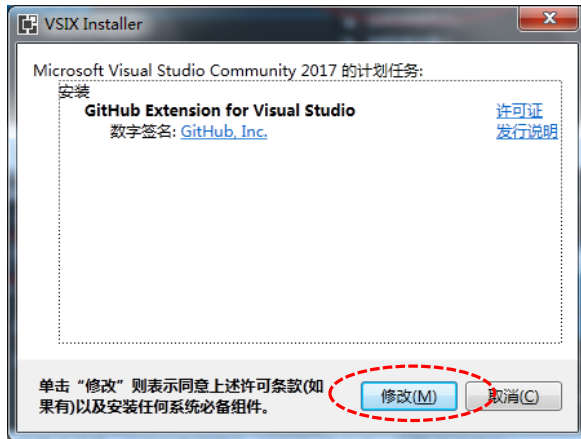 VSIX Installer
Microsoft Visual Studio Community 2017 的计划任务:
安装
GitHub Extension for Visual Studio 许可证
数字签名: GitHub, Inc. 发行说明
单击“修改”则表示同意上述许可条款(如
果有)以及安装任何系统必备组件。
修改(M) 取消(C)